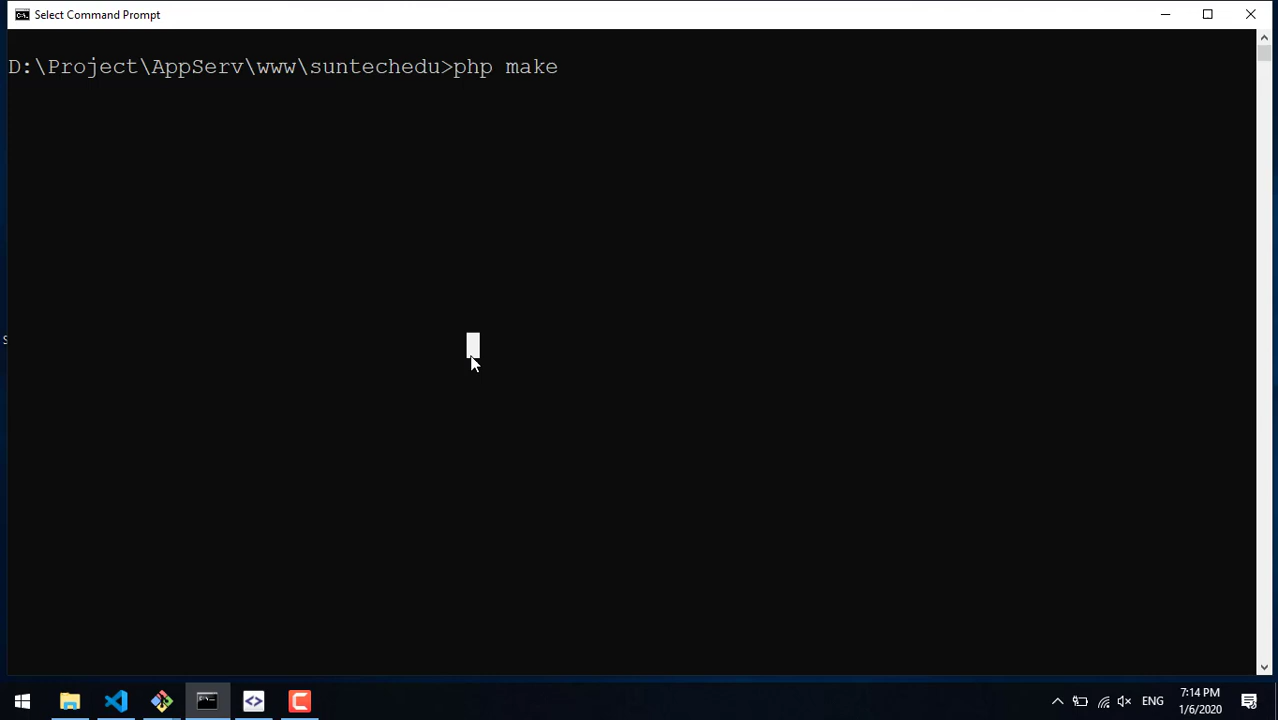 Select Command Prompt
D:\Project\AppServ\www\suntechedu>php make
ENG
7:14 PM
1/6/2020